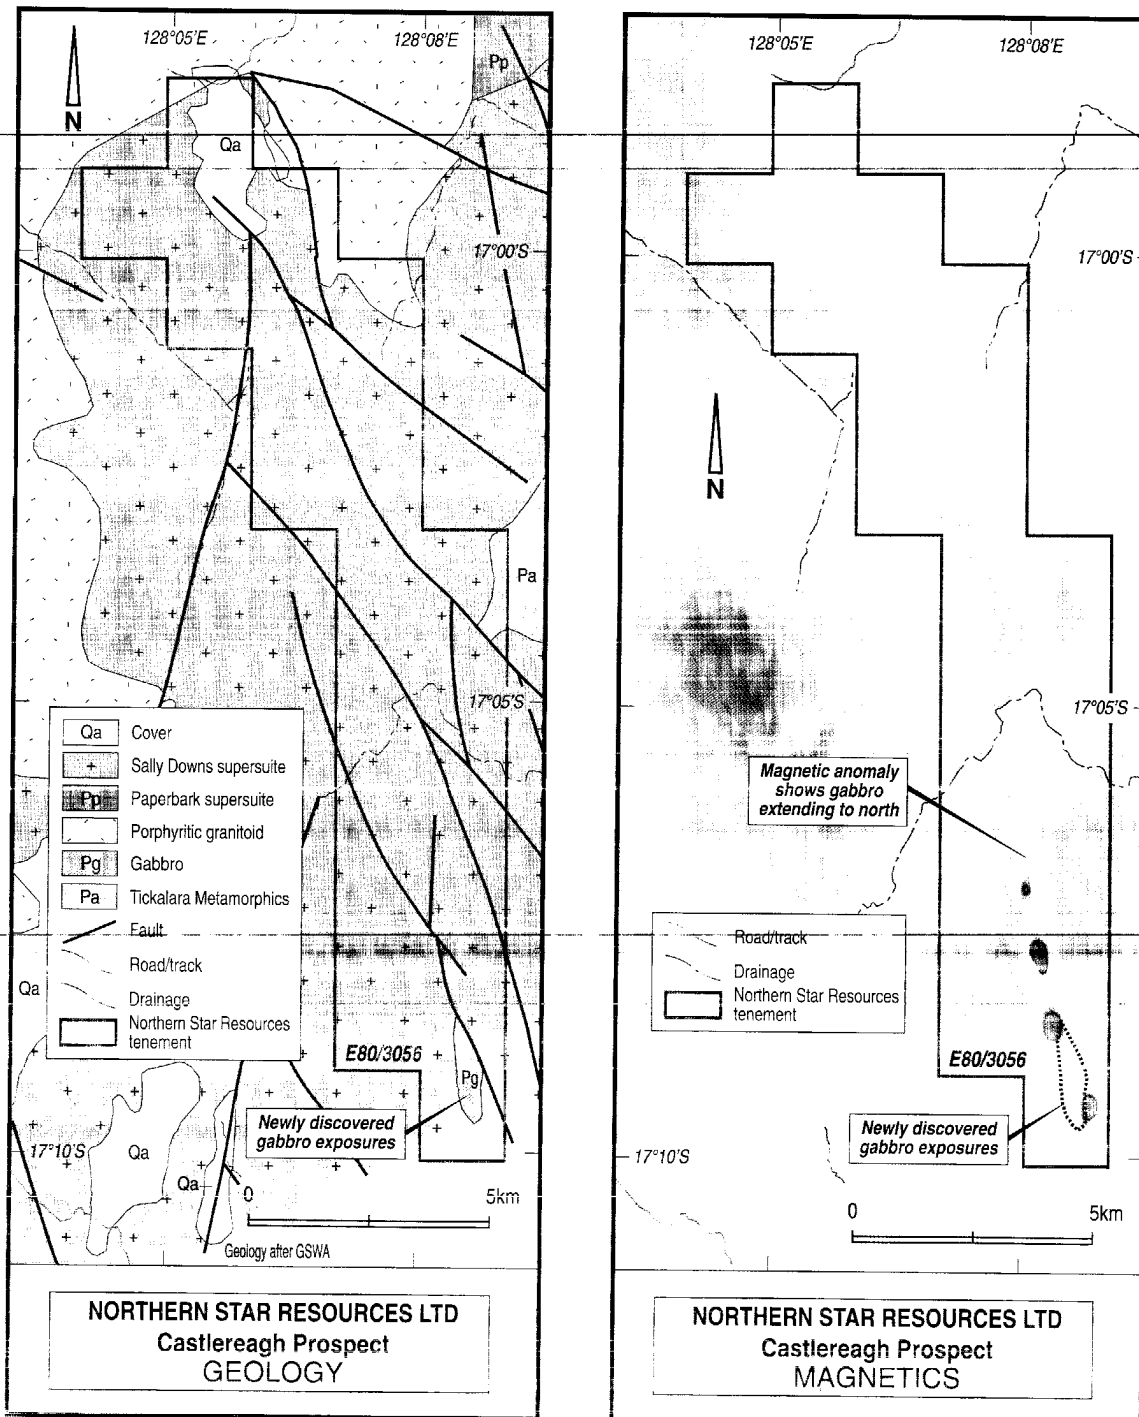 128°05'E
128°08'E
N
Pp
Qa
17°00'S
Pa
17°05'S
Qa Cover
+ Sally Downs supersuite
Pp Paperbark supersuite
Porphyritic granitoid
Pg Gabbro
Pa Tickalara Metamorphics
Fault
Road/track
Drainage
Northern Star Resources
tenement
Qa
E80/3056
Pg
Newly discovered
gabbro exposures
17°10'S
Qa
Qa
0
5km
Geology after GSWA
NORTHERN STAR RESOURCES LTD
Castlereagh Prospect
GEOLOGY
128°05'E
128°08'E
17°00'S
N
17°05'S
Magnetic anomaly
shows gabbro
extending to north
Road/track
Drainage
Northern Star Resources
tenement
E80/3056
Newly discovered
gabbro exposures
17°10'S
0
5km
NORTHERN STAR RESOURCES LTD
Castlereagh Prospect
MAGNETICS